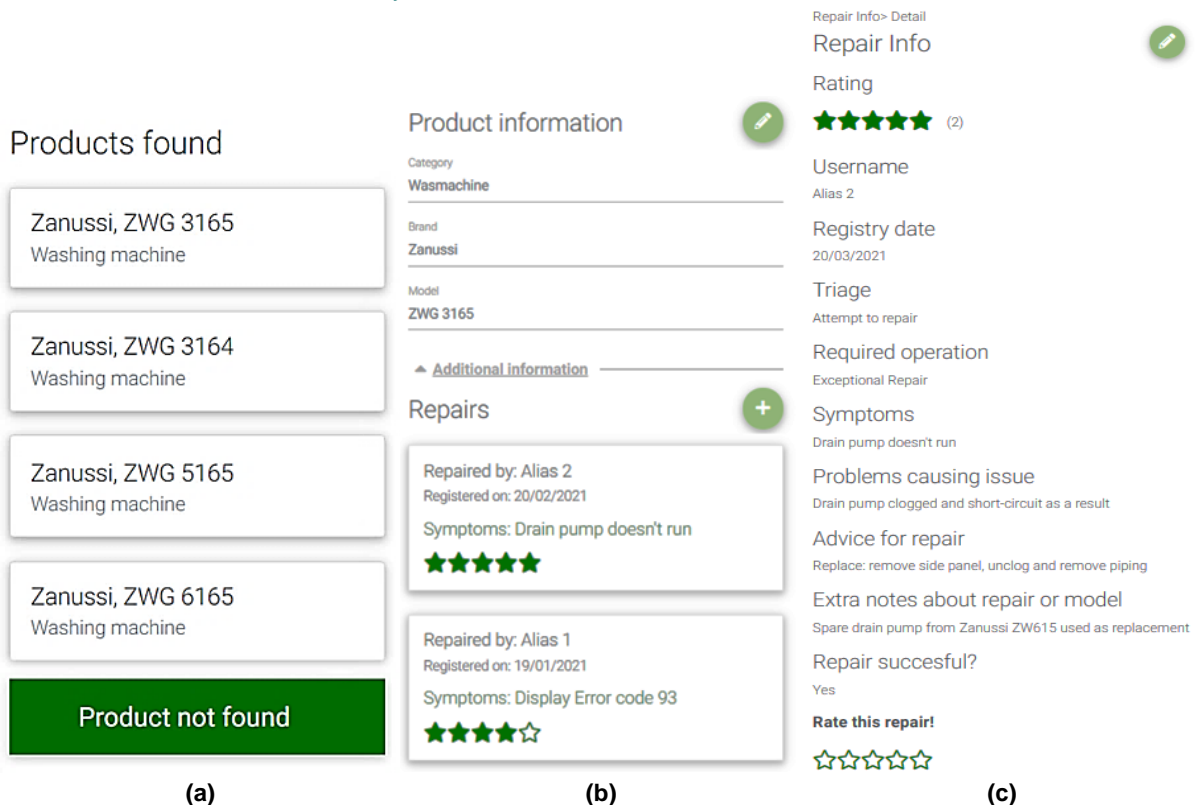 Products found
Zanussi, ZWG 3165
Washing machine
Zanussi, ZWG 3164
Washing machine
Zanussi, ZWG 5165
Washing machine
Zanussi, ZWG 6165
Washing machine
Product not found
(a)
Product information
Category
Wasmachine
Brand
Zanussi
Model
ZWG 3165
Additional information
Repairs
Repaired by: Alias 2
Registered on: 20/02/2021
Symptoms: Drain pump doesn't run
Repaired by: Alias 1
Registered on: 19/01/2021
Symptoms: Display Error code 93
(b)
Repair Info> Detail
Repair Info
Rating
(2)
Username
Alias 2
Registry date
20/03/2021
Triage
Attempt to repair
Required operation
Exceptional Repair
Symptoms
Drain pump doesn't run
Problems causing issue
Drain pump clogged and short-circuit as a result
Advice for repair
Replace: remove side panel, unclog and remove piping
Extra notes about repair or model
Spare drain pump from Zanussi ZW615 used as replacement
Repair succesful?
Yes
Rate this repair!
(c)